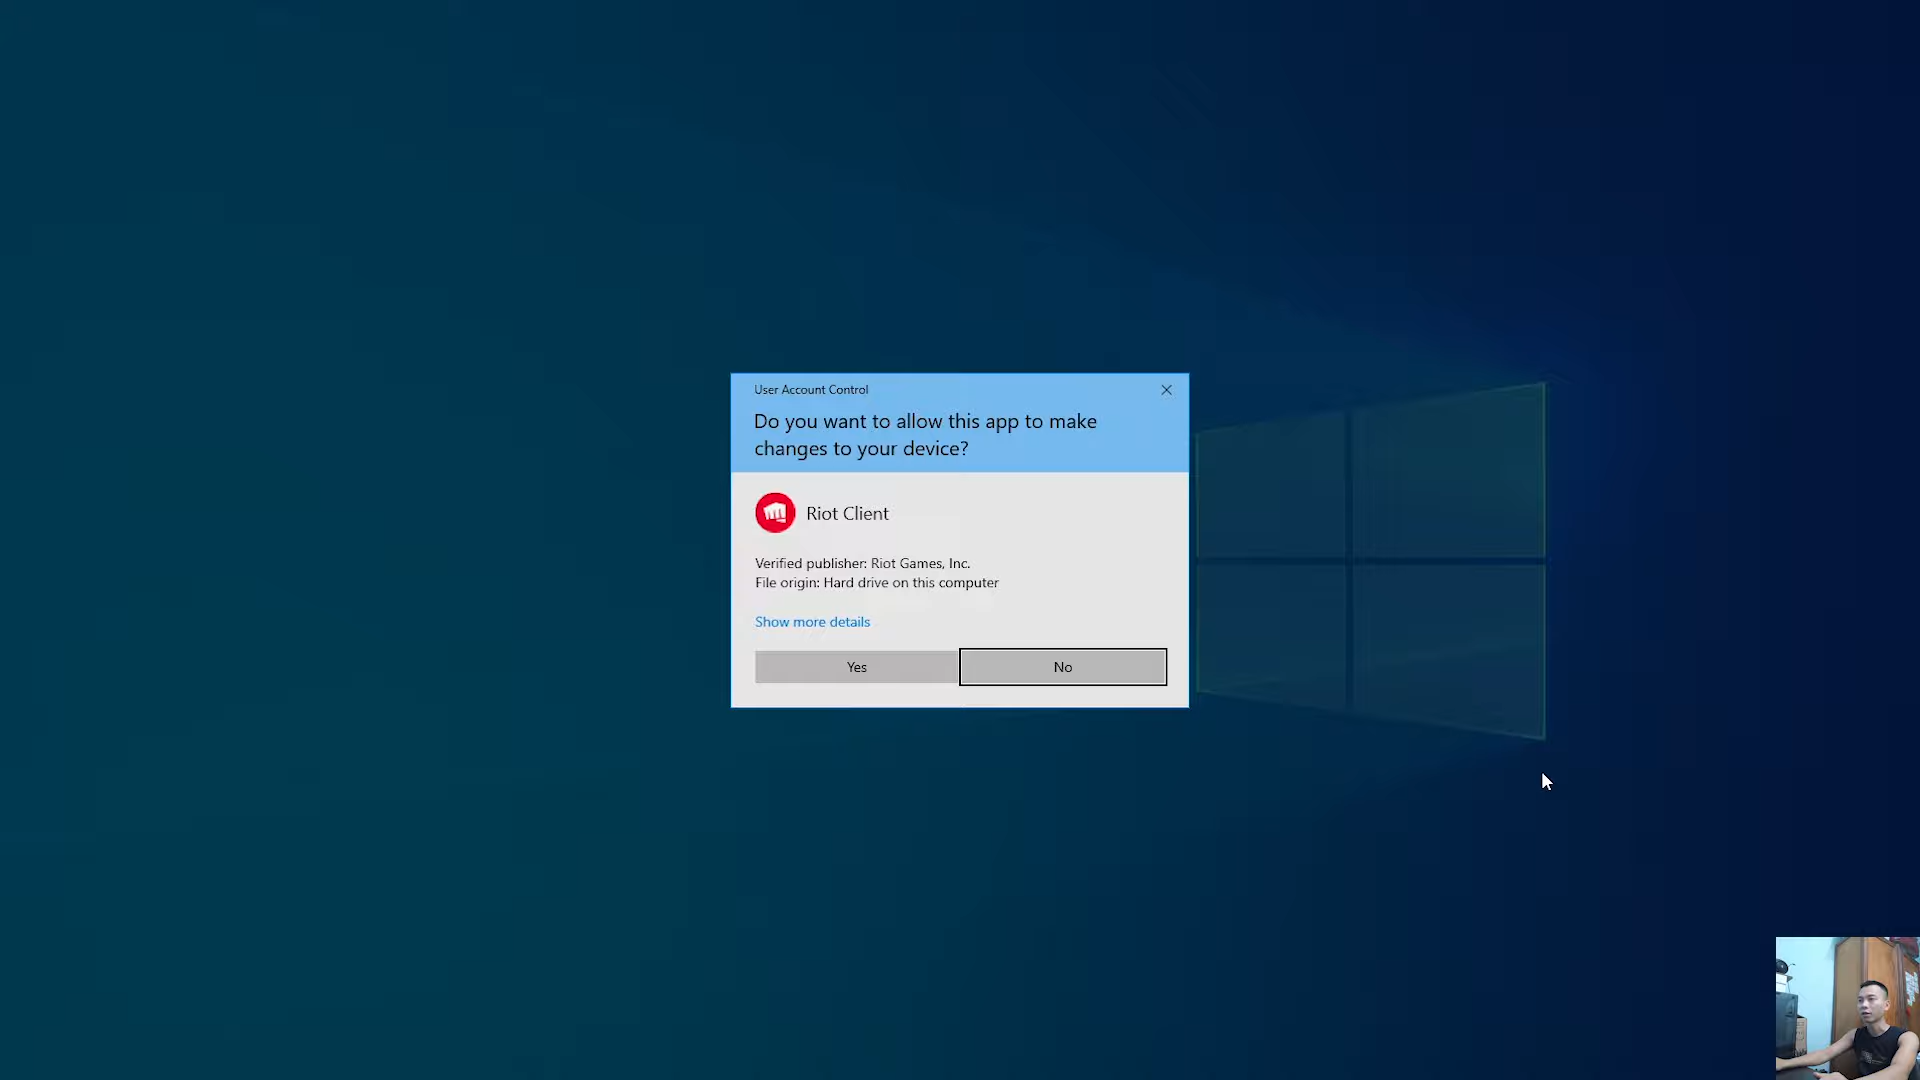 User Account Control
Do you want to allow this app to make
changes to your device?
Riot Client
Verified publisher: Riot Games, Inc.
File origin: Hard drive on this computer
Show more details
Yes
No